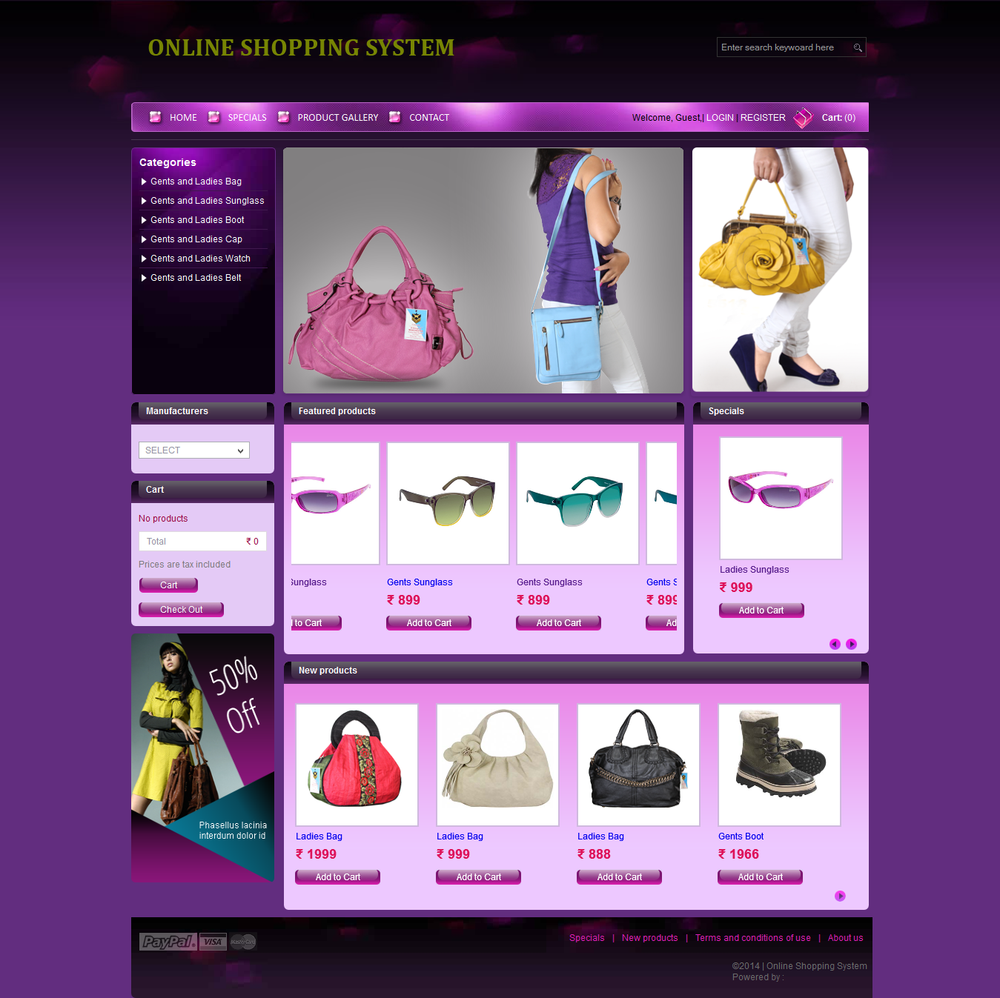 ONLINE SHOPPING SYSTEM
Enter search keywoard here
HOME SPECIALS PRODUCT GALLERY CONTACT
Welcome, Guest,| LOGIN | REGISTER Cart: (0)
Categories
Gents and Ladies Bag
Gents and Ladies Sunglass
Gents and Ladies Boot
Gents and Ladies Cap
Gents and Ladies Watch
Gents and Ladies Belt
Manufacturers
SELECT
Cart
No products
Total ₹ 0
Prices are tax included
Cart
Check Out
50%
Off
Phasellus lacinia
interdum dolor id
Featured products
Sunglass Gents Sunglass Gents Sunglass Gents S
₹ 899 ₹ 899 ₹ 899
to Cart Add to Cart Add to Cart Ad
Specials
Ladies Sunglass
₹ 999
Add to Cart
New products
Ladies Bag Ladies Bag Ladies Bag Gents Boot
₹ 1999 ₹ 999 ₹ 888 ₹ 1966
Add to Cart Add to Cart Add to Cart Add to Cart
PayPal VISA MasterCard
Specials | New products | Terms and conditions of use | About us
©2014 | Online Shopping System
Powered by :